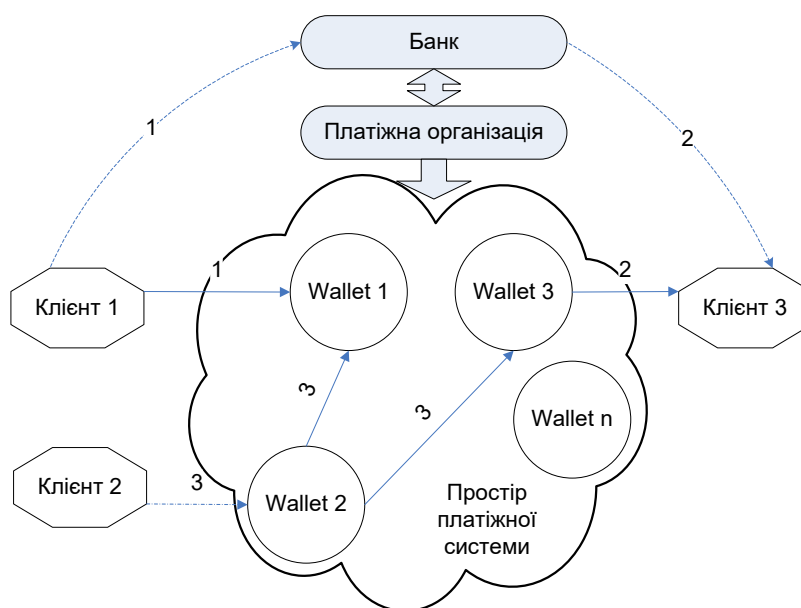 Банк
1
Платіжна організація
2
1
Wallet 1
Wallet 3
2
Клієнт 1
Клієнт 3
3
3
Wallet n
Клієнт 2
3
Wallet 2
Простір
платіжної
системи